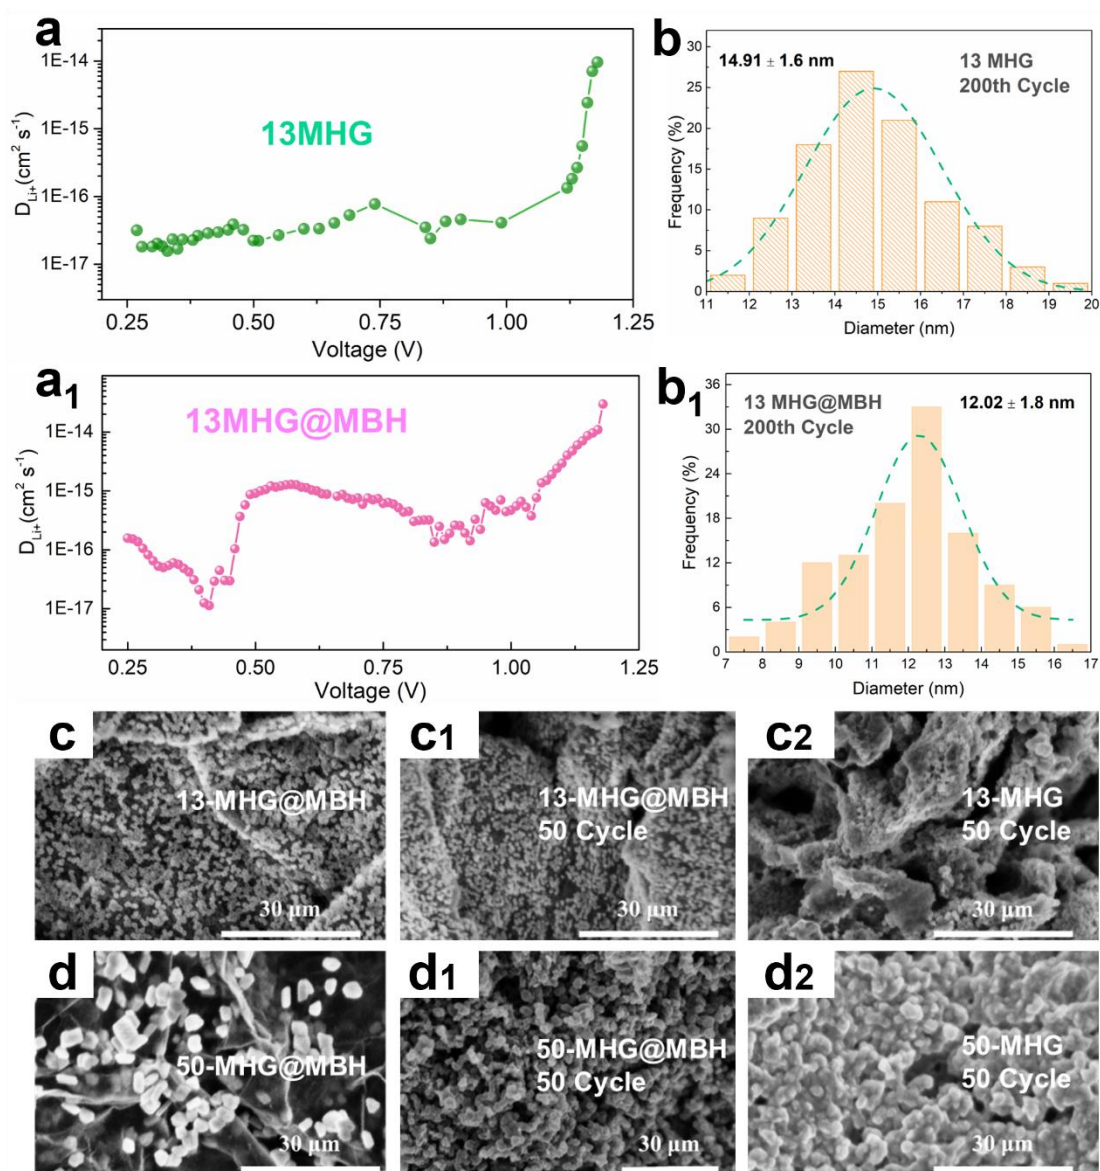 a
1E-14
1E-15
1E-16
1E-17
D_Li+(cm² s⁻¹)
13MHG
0.25 0.50 0.75 1.00 1.25
Voltage (V)
b
14.91 ± 1.6 nm
13 MHG
200th Cycle
30
25
20
15
10
5
0
Frequency (%)
11 12 13 14 15 16 17 18 19 20
Diameter (nm)
a1
1E-14
1E-15
1E-16
1E-17
D_Li+(cm² s⁻¹)
13MHG@MBH
0.25 0.50 0.75 1.00 1.25
Voltage (V)
b1
13 MHG@MBH
200th Cycle
12.02 ± 1.8 nm
36
30
24
18
12
6
0
Frequency (%)
7 8 9 10 11 12 13 14 15 16 17
Diameter (nm)
c
13-MHG@MBH
30 μm
c1
13-MHG@MBH
50 Cycle
30 μm
c2
13-MHG
50 Cycle
30 μm
d
50-MHG@MBH
30 μm
d1
50-MHG@MBH
50 Cycle
30 μm
d2
50-MHG
50 Cycle
30 μm